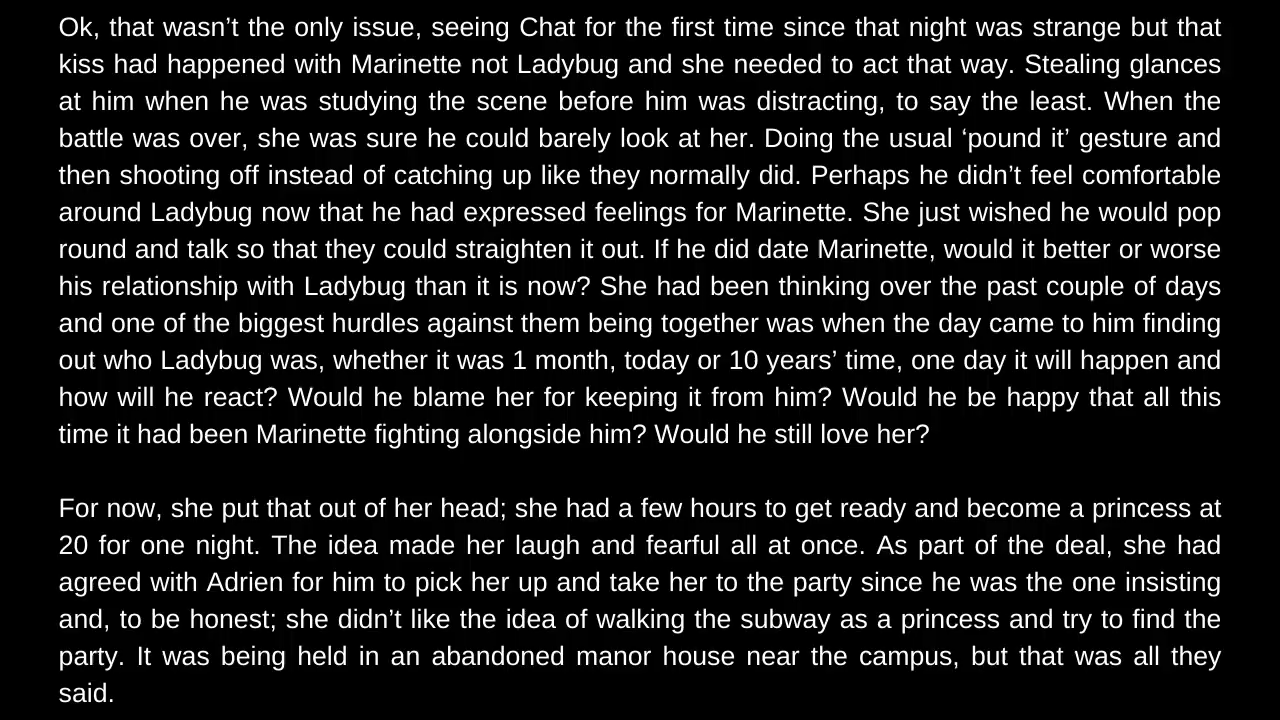 Ok, that wasn’t the only issue, seeing Chat for the first time since that night was strange but that
kiss had happened with Marinette not Ladybug and she needed to act that way. Stealing glances
at him when he was studying the scene before him was distracting, to say the least. When the
battle was over, she was sure he could barely look at her. Doing the usual ‘pound it’ gesture and
then shooting off instead of catching up like they normally did. Perhaps he didn’t feel comfortable
around Ladybug now that he had expressed feelings for Marinette. She just wished he would pop
round and talk so that they could straighten it out. If he did date Marinette, would it better or worse
his relationship with Ladybug than it is now? She had been thinking over the past couple of days
and one of the biggest hurdles against them being together was when the day came to him finding
out who Ladybug was, whether it was 1 month, today or 10 years’ time, one day it will happen and
how will he react? Would he blame her for keeping it from him? Would he be happy that all this
time it had been Marinette fighting alongside him? Would he still love her?
For now, she put that out of her head; she had a few hours to get ready and become a princess at
20 for one night. The idea made her laugh and fearful all at once. As part of the deal, she had
agreed with Adrien for him to pick her up and take her to the party since he was the one insisting
and, to be honest; she didn’t like the idea of walking the subway as a princess and try to find the
party. It was being held in an abandoned manor house near the campus, but that was all they
said.